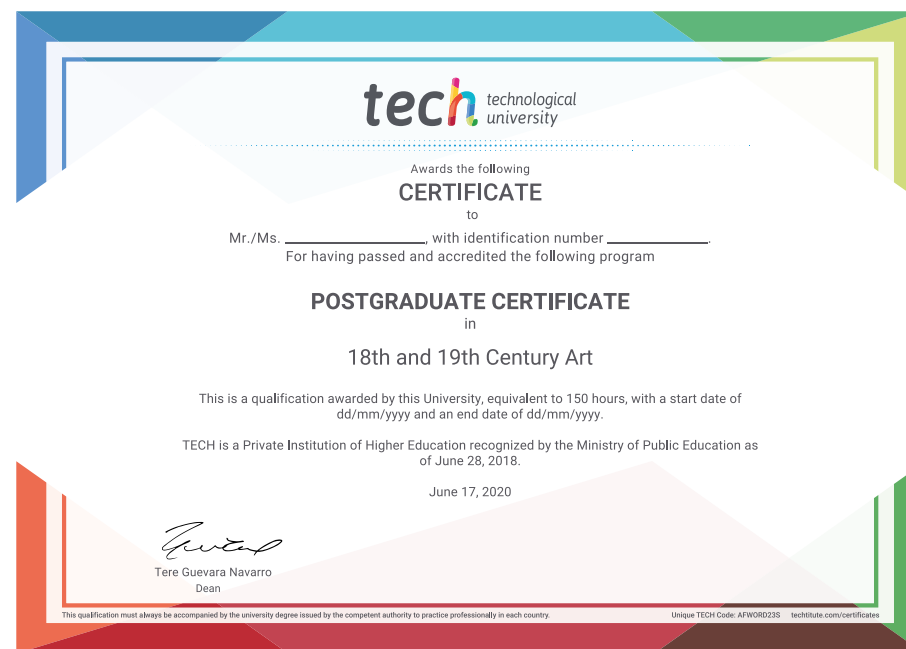 tech technological
university
Awards the following
CERTIFICATE
to
Mr./Ms. ________________, with identification number ____________.
For having passed and accredited the following program
POSTGRADUATE CERTIFICATE
in
18th and 19th Century Art
This is a qualification awarded by this University, equivalent to 150 hours, with a start date of
dd/mm/yyyy and an end date of dd/mm/yyyy.
TECH is a Private Institution of Higher Education recognized by the Ministry of Public Education as
of June 28, 2018.
June 17, 2020
Tere Guevara Navarro
Dean
This qualification must always be accompanied by the university degree issued by the competent authority to practice professionally in each country.
Unique TECH Code: AFWORD23S techtitute.com/certificates